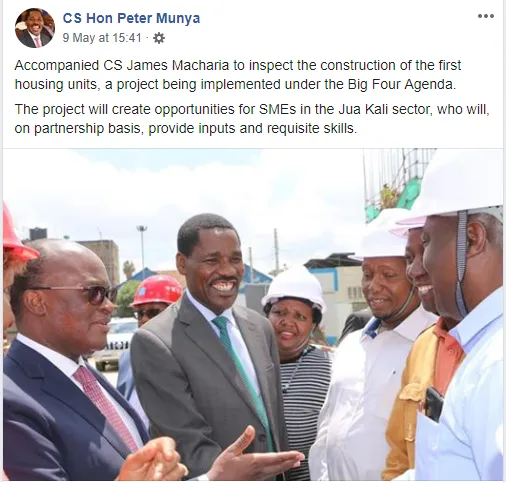 CS Hon Peter Munya
9 May at 15:41 ·
Accompanied CS James Macharia to inspect the construction of the first
housing units, a project being implemented under the Big Four Agenda.
The project will create opportunities for SMEs in the Jua Kali sector, who will,
on partnership basis, provide inputs and requisite skills.